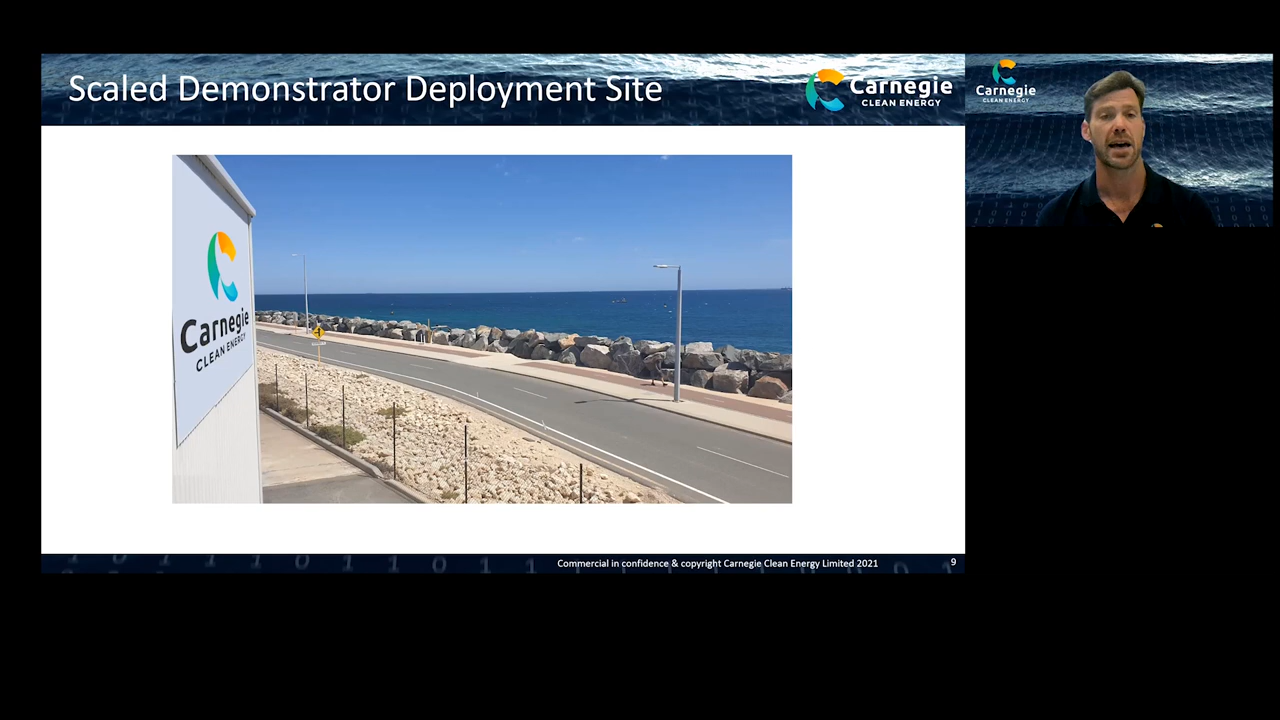 Scaled Demonstrator Deployment Site
Carnegie
CLEAN ENERGY
Carnegie
CLEAN ENERGY
Carnegie
CLEAN ENERGY
Commercial in confidence & copyright Carnegie Clean Energy Limited 2021
9